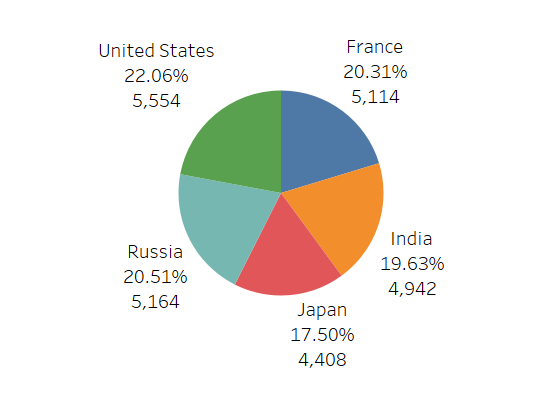 United States
22.06%
5,554
France
20.31%
5,114
India
19.63%
4,942
Russia
20.51%
5,164
Japan
17.50%
4,408